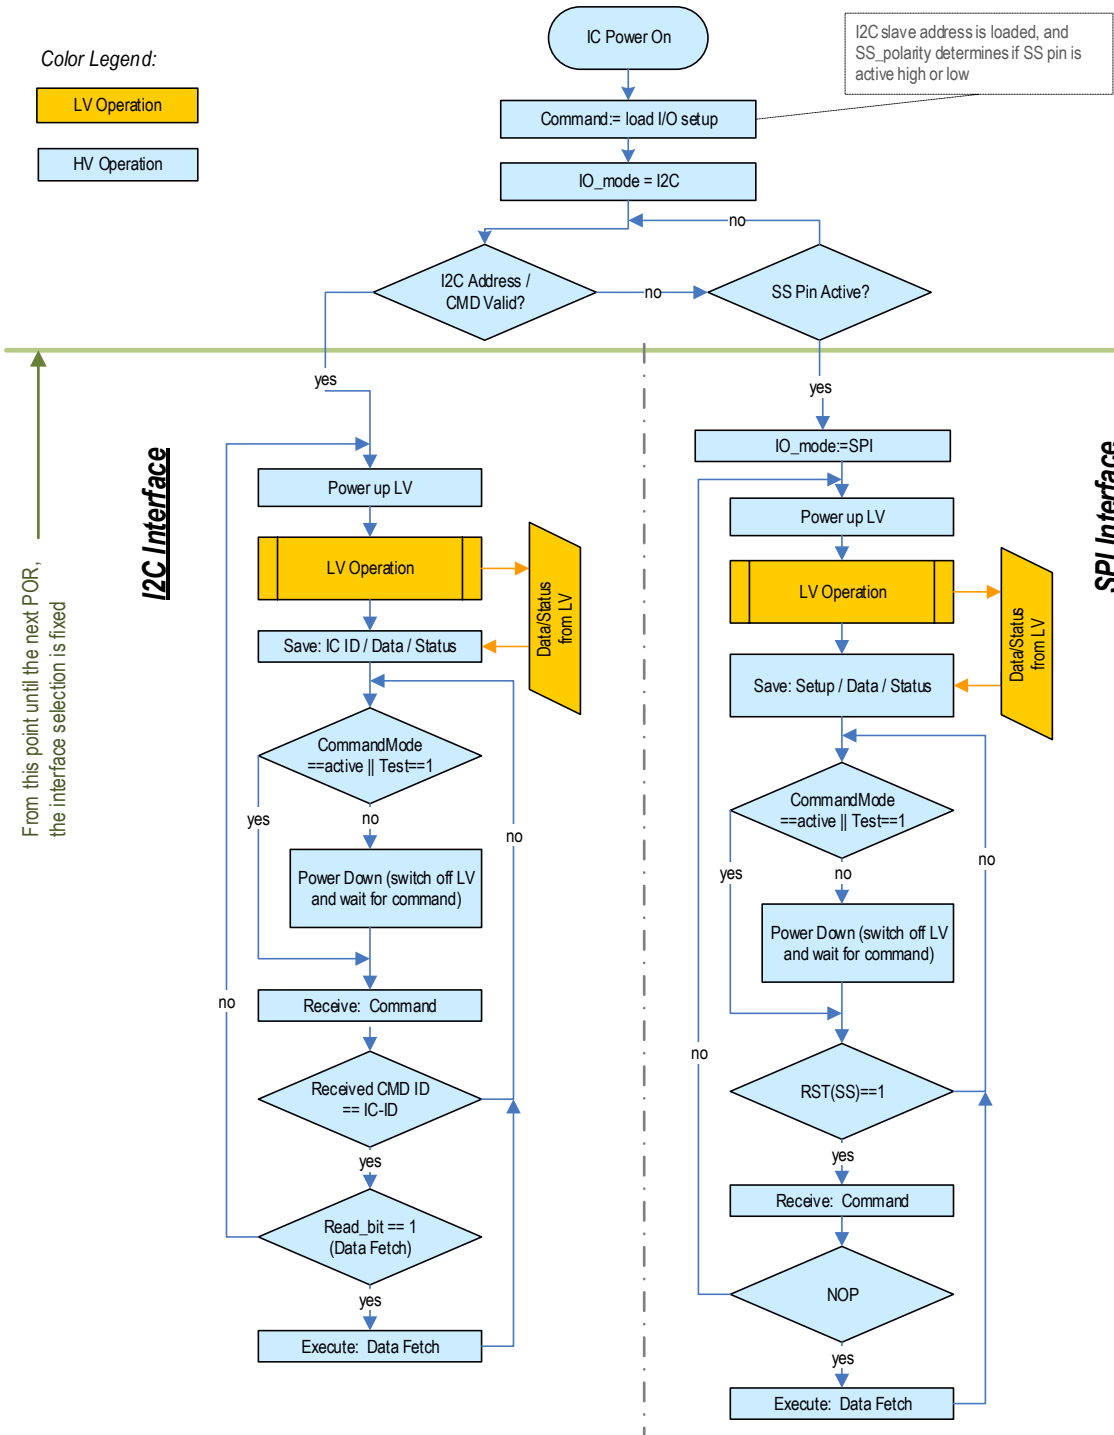 IC Power On
I2C slave address is loaded, and
SS_polarity determines if SS pin is
active high or low
Color Legend:
LV Operation
HV Operation
Command:= load I/O setup
IO_mode = I2C
no
I2C Address /
CMD Valid?
no
SS Pin Active?
yes
yes
From this point until the next POR,
the interface selection is fixed
I2C Interface
Power up LV
LV Operation
Data/Status
from LV
Save: IC ID / Data / Status
CommandMode
==active || Test==1
yes
no
no
Power Down (switch off LV
and wait for command)
no
Receive: Command
Received CMD ID
== IC-ID
yes
Read_bit == 1
(Data Fetch)
yes
Execute: Data Fetch
SPI Interface
IO_mode:=SPI
Power up LV
LV Operation
Data/Status
from LV
Save: Setup / Data / Status
CommandMode
==active || Test==1
yes
no
no
Power Down (switch off LV
and wait for command)
no
RST(SS)==1
yes
Receive: Command
NOP
yes
Execute: Data Fetch